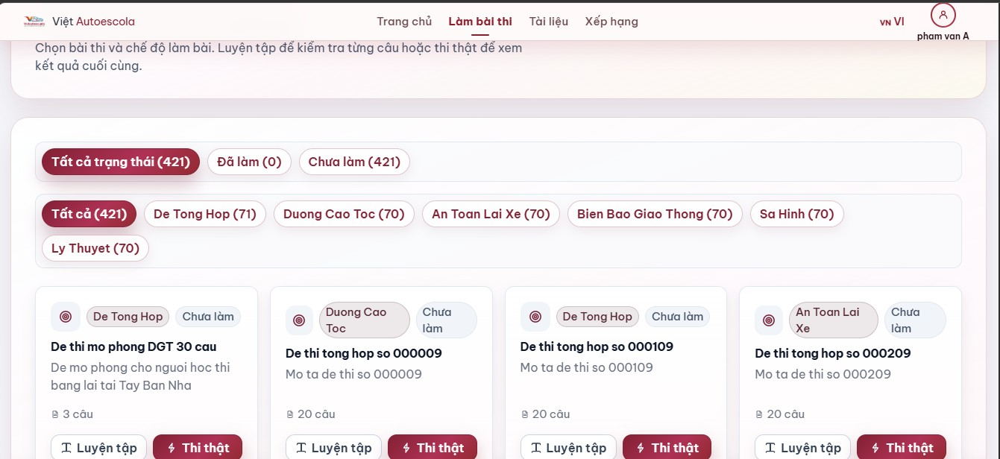 Việt Autoescola
Trang chủ
Làm bài thi
Tài liệu
Xếp hạng
VN VI
pham van A
Chọn bài thi và chế độ làm bài. Luyện tập để kiểm tra từng câu hoặc thi thật để xem
kết quả cuối cùng.
Tất cả trạng thái (421)
Đã làm (0)
Chưa làm (421)
Tất cả (421)
De Tong Hop (71)
Duong Cao Toc (70)
An Toan Lai Xe (70)
Bien Bao Giao Thong (70)
Sa Hinh (70)
Ly Thuyet (70)
De Tong Hop
Chưa làm
De thi mo phong DGT 30 cau
De mo phong cho nguoi hoc thi
bang lai tai Tay Ban Nha
3 câu
Luyện tập
Thi thật
Duong Cao
Toc
Chưa
làm
De thi tong hop so 000009
Mo ta de thi so 000009
20 câu
Luyện tập
Thi thật
De Tong Hop
Chưa làm
De thi tong hop so 000109
Mo ta de thi so 000109
20 câu
Luyện tập
Thi thật
An Toan Lai
Xe
Chưa
làm
De thi tong hop so 000209
Mo ta de thi so 000209
20 câu
Luyện tập
Thi thật